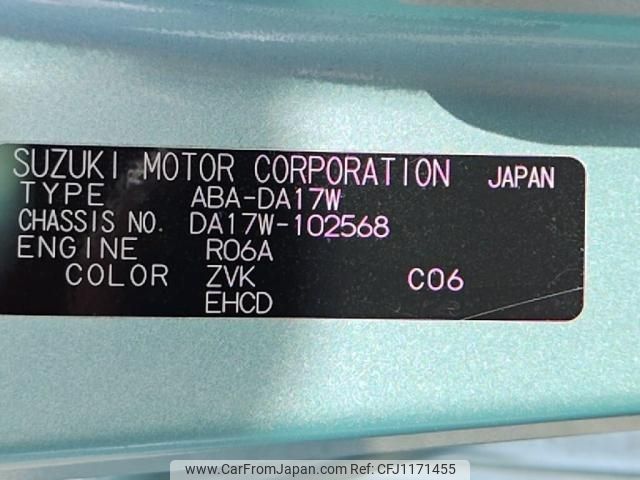 SUZUKI MOTOR CORPORATION JAPAN
TYPE ABA-DA17W
CHASSIS NO. DA17W-102568
ENGINE R06A
COLOR ZVK C06
EHCD
www.CarFromJapan.com Ref:CFJ1171455